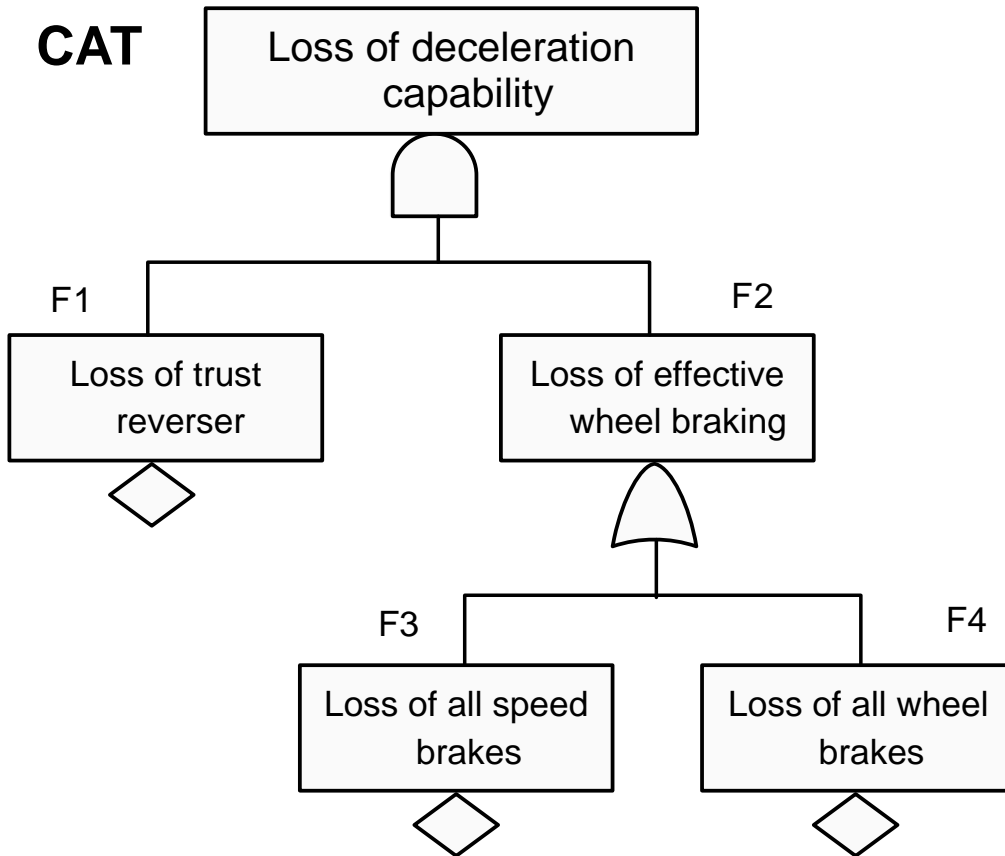 CAT
Loss of deceleration
capability
F1
F2
Loss of trust
reverser
Loss of effective
wheel braking
F3
F4
Loss of all speed
brakes
Loss of all wheel
brakes